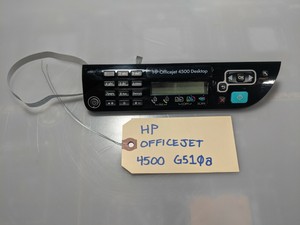 HP Officejet 4500 Desktop
HP
OFFICEJET
4500 G510a